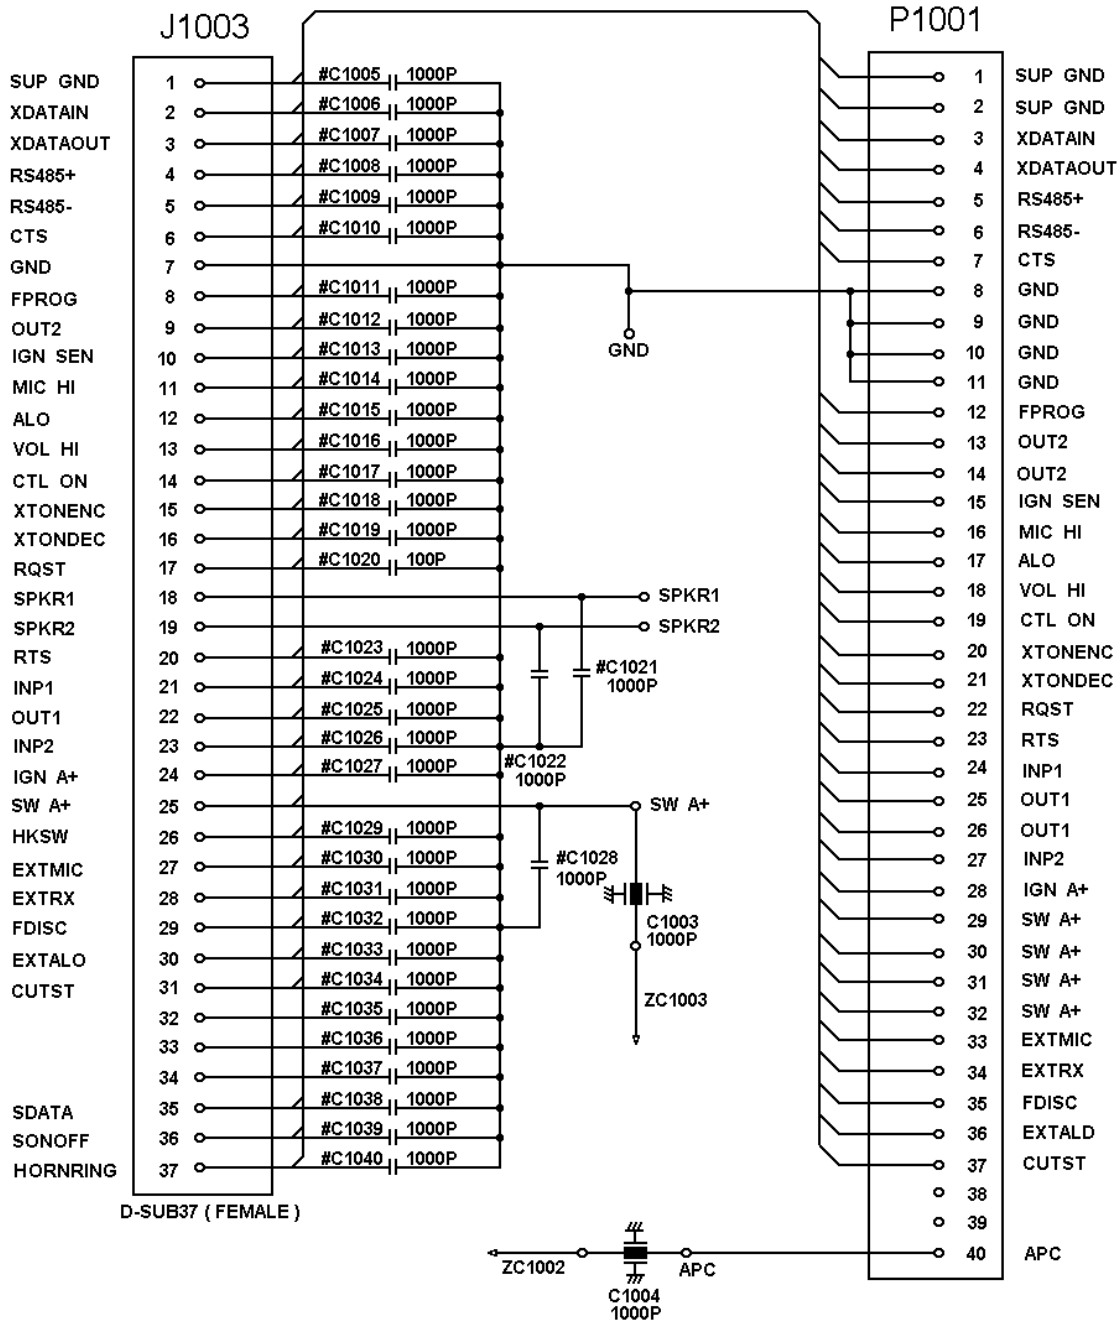 J1003
P1001
SUP GND 1 #C1005 1000P
XDATAIN 2 #C1006 1000P
XDATAOUT 3 #C1007 1000P
RS485+ 4 #C1008 1000P
RS485- 5 #C1009 1000P
CTS 6 #C1010 1000P
GND 7
FPROG 8 #C1011 1000P
OUT2 9 #C1012 1000P
IGN SEN 10 #C1013 1000P
MIC HI 11 #C1014 1000P
ALO 12 #C1015 1000P
VOL HI 13 #C1016 1000P
CTL ON 14 #C1017 1000P
XTONENC 15 #C1018 1000P
XTONDEC 16 #C1019 1000P
RQST 17 #C1020 100P
SPKR1 18 SPKR1
SPKR2 19 SPKR2
RTS 20 #C1023 1000P
INP1 21 #C1024 1000P
OUT1 22 #C1025 1000P
INP2 23 #C1026 1000P
IGN A+ 24 #C1027 1000P
SW A+ 25 SW A+
HKSW 26 #C1029 1000P
EXTMIC 27 #C1030 1000P
EXTRX 28 #C1031 1000P
FDISC 29 #C1032 1000P
EXTALO 30 #C1033 1000P
CUTST 31 #C1034 1000P
32 #C1035 1000P
33 #C1036 1000P
34 #C1037 1000P
SDATA 35 #C1038 1000P
SONOFF 36 #C1039 1000P
HORNRING 37 #C1040 1000P
D-SUB37 ( FEMALE )
GND
#C1021
1000P
#C1022
1000P
#C1028
1000P
C1003
1000P
ZC1003
ZC1002
C1004
1000P
APC
1 SUP GND
2 SUP GND
3 XDATAIN
4 XDATAOUT
5 RS485+
6 RS485-
7 CTS
8 GND
9 GND
10 GND
11 GND
12 FPROG
13 OUT2
14 OUT2
15 IGN SEN
16 MIC HI
17 ALO
18 VOL HI
19 CTL ON
20 XTONENC
21 XTONDEC
22 RQST
23 RTS
24 INP1
25 OUT1
26 OUT1
27 INP2
28 IGN A+
29 SW A+
30 SW A+
31 SW A+
32 SW A+
33 EXTMIC
34 EXTRX
35 FDISC
36 EXTALD
37 CUTST
38
39
40 APC